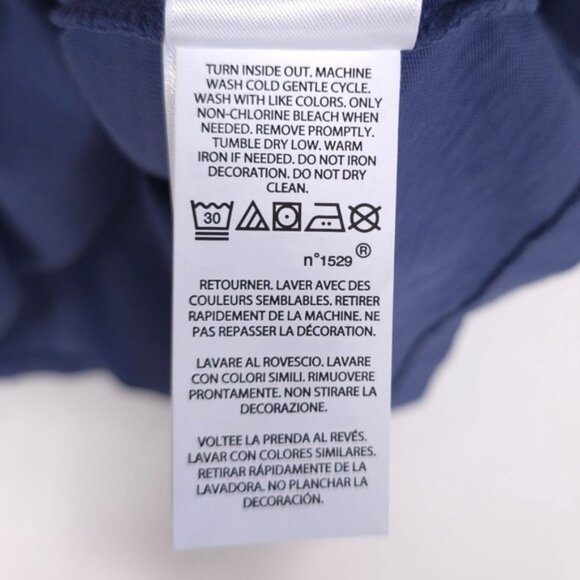 TURN INSIDE OUT. MACHINE
WASH COLD GENTLE CYCLE.
WASH WITH LIKE COLORS. ONLY
NON-CHLORINE BLEACH WHEN
NEEDED. REMOVE PROMPTLY.
TUMBLE DRY LOW. WARM
IRON IF NEEDED. DO NOT IRON
DECORATION. DO NOT DRY
CLEAN.
30
n°1529 ®
RETOURNER. LAVER AVEC DES
COULEURS SEMBLABLES. RETIRER
RAPIDEMENT DE LA MACHINE. NE
PAS REPASSER LA DÉCORATION.
LAVARE AL ROVESCIO. LAVARE
CON COLORI SIMILI. RIMUOVERE
PRONTAMENTE. NON STIRARE LA
DECORAZIONE.
VOLTEE LA PRENDA AL REVÉS.
LAVAR CON COLORES SIMILARES.
RETIRAR RÁPIDAMENTE DE LA
LAVADORA. NO PLANCHAR LA
DECORACIÓN.